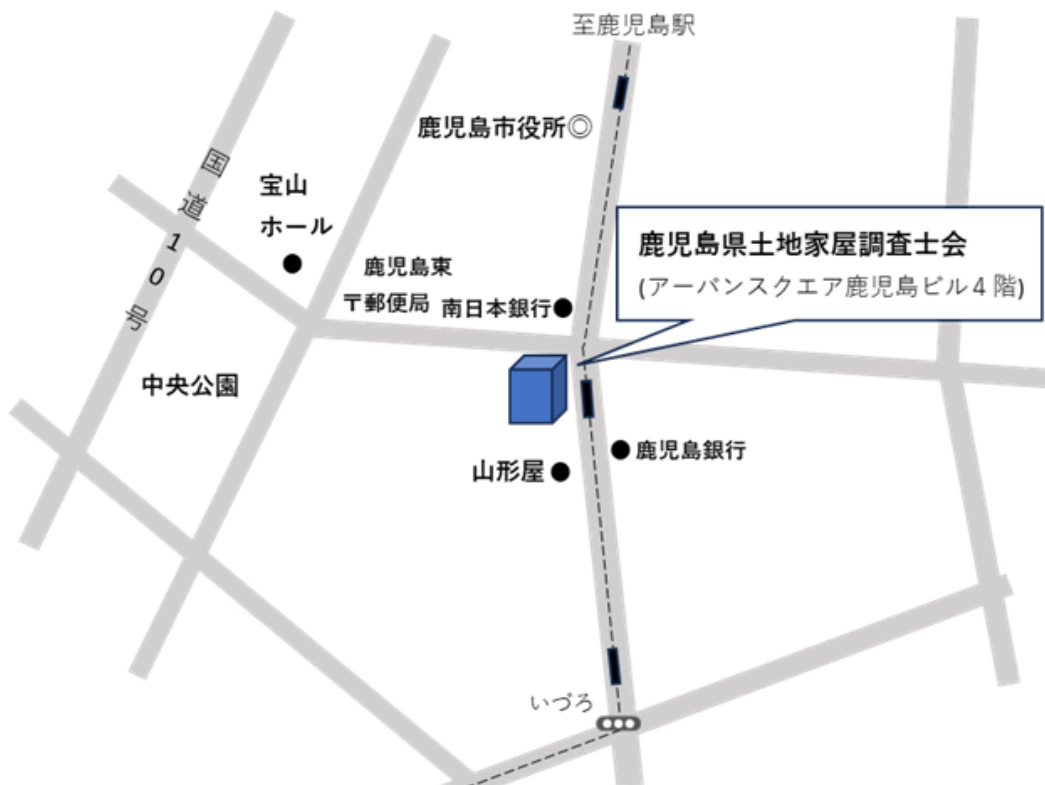 至鹿児島駅
鹿児島市役所◎
国道10号
宝山
ホール
鹿児島県土地家屋調査士会
(アーバンスクエア鹿児島ビル4階)
鹿児島東
〒郵便局
南日本銀行
中央公園
鹿児島銀行
山形屋
いづろ